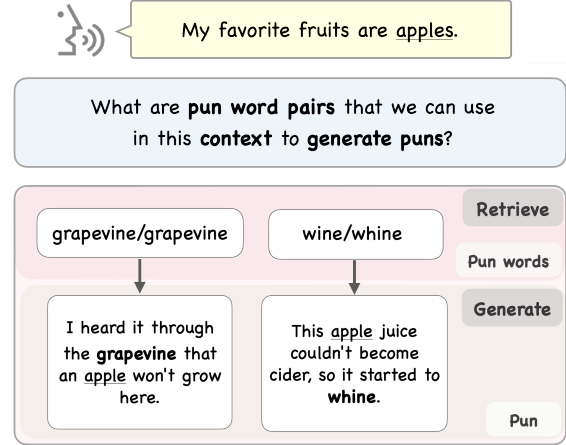 My favorite fruits are apples.
What are pun word pairs that we can use
in this context to generate puns?
Retrieve
grapevine/grapevine
wine/whine
Pun words
Generate
I heard it through
the grapevine that
an apple won't grow
here.
This apple juice
couldn't become
cider, so it started to
whine.
Pun